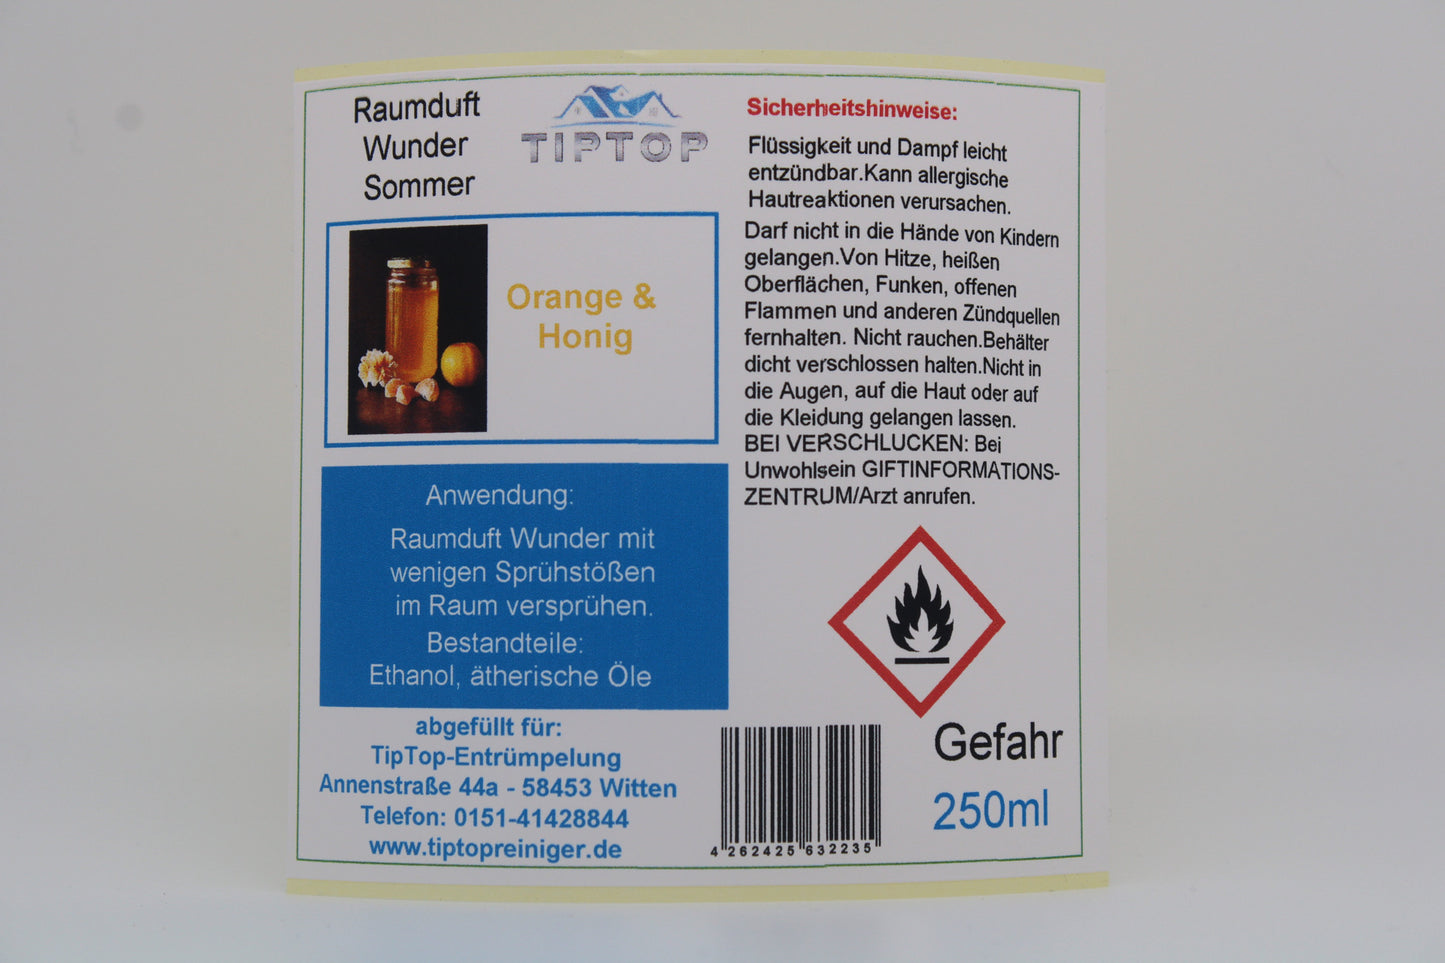 Raumduft
Wunder
Sommer
TIPTOP
Orange &
Honig
Anwendung:
Raumduft Wunder mit
wenigen Sprühstößen
im Raum versprühen.
Bestandteile:
Ethanol, ätherische Öle
abgefüllt für:
TipTop-Entrümpelung
Annenstraße 44a - 58453 Witten
Telefon: 0151-41428844
www.tiptopreiniger.de
Sicherheitshinweise:
Flüssigkeit und Dampf leicht
entzündbar.Kann allergische
Hautreaktionen verursachen.
Darf nicht in die Hände von Kindern
gelangen.Von Hitze, heißen
Oberflächen, Funken, offenen
Flammen und anderen Zündquellen
fernhalten. Nicht rauchen.Behälter
dicht verschlossen halten.Nicht in
die Augen, auf die Haut oder auf
die Kleidung gelangen lassen.
BEI VERSCHLUCKEN: Bei
Unwohlsein GIFTINFORMATIONS-
ZENTRUM/Arzt anrufen.
Gefahr
250ml
4 262425 632235